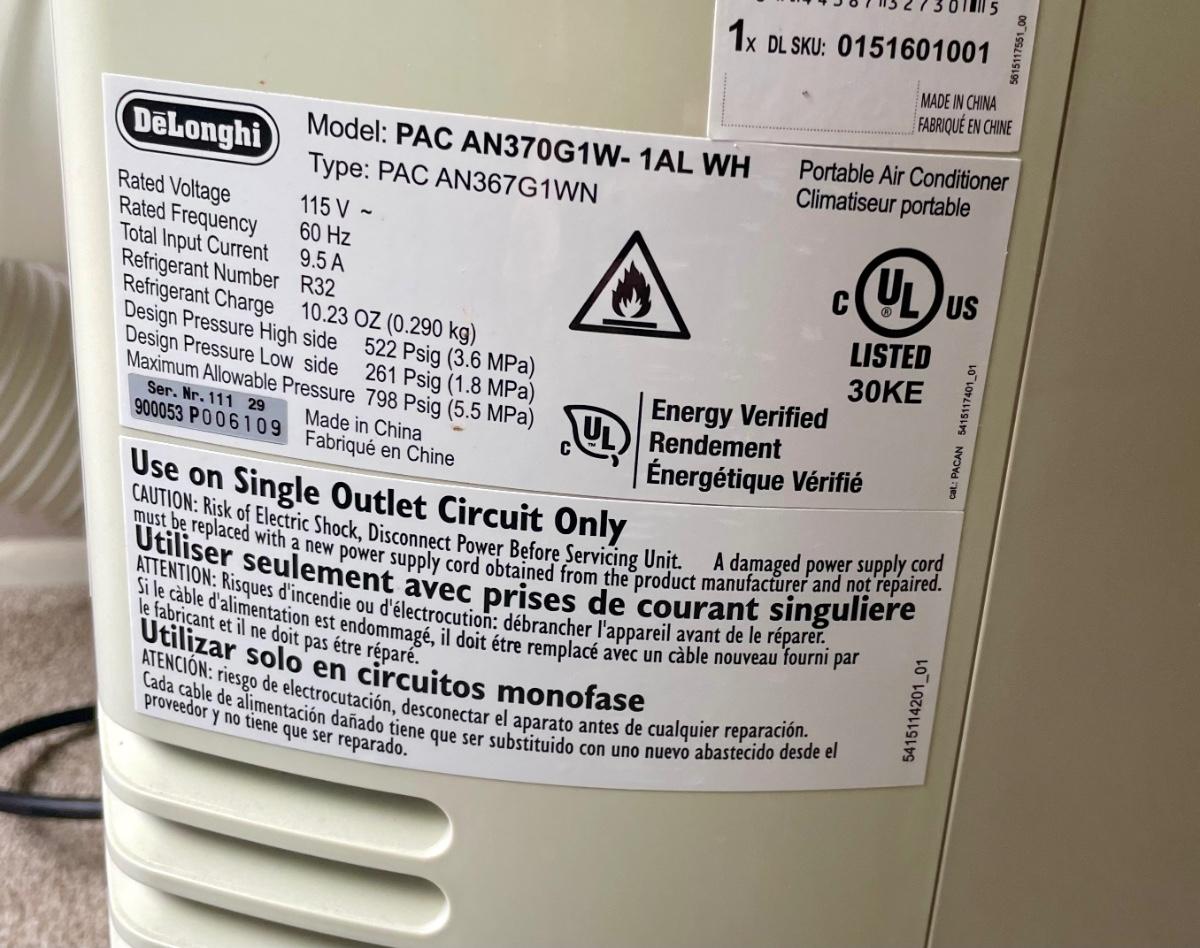 1x DL SKU: 0151601001
5615117551_00
MADE IN CHINA
FABRIQUÉ EN CHINE
DēLonghi
Model: PAC AN370G1W- 1AL WH
Type: PAC AN367G1WN
Portable Air Conditioner
Climatiseur portable
Rated Voltage 115 V ~
Rated Frequency 60 Hz
Total Input Current 9.5 A
Refrigerant Number R32
Refrigerant Charge 10.23 OZ (0.290 kg)
Design Pressure High side 522 Psig (3.6 MPa)
Design Pressure Low side 261 Psig (1.8 MPa)
Maximum Allowable Pressure 798 Psig (5.5 MPa)
Ser. Nr. 111 29
900053 P006109
Made in China
Fabriqué en Chine
C UL ® US
LISTED
30KE
C UL ™
Energy Verified
Rendement
Énergétique Vérifié
cat.: PACAN 5415117401_01
Use on Single Outlet Circuit Only
CAUTION: Risk of Electric Shock, Disconnect Power Before Servicing Unit. A damaged power supply cord
must be replaced with a new power supply cord obtained from the product manufacturer and not repaired.
Utiliser seulement avec prises de courant singuliere
ATTENTION: Risques d'incendie ou d'électrocution: débrancher l'appareil avant de le réparer.
Si le càble d'alimentation est endommagé, il doit étre remplacé avec un càble nouveau fourni par
le fabricant et il ne doit pas étre réparé.
Utilizar solo en circuitos monofase
ATENCIÓN: riesgo de electrocutación, desconectar el aparato antes de cualquier reparación.
Cada cable de alimentación dañado tiene que ser substituido con uno nuevo abastecido desde el
proveedor y no tiene que ser reparado.
5415114201_01